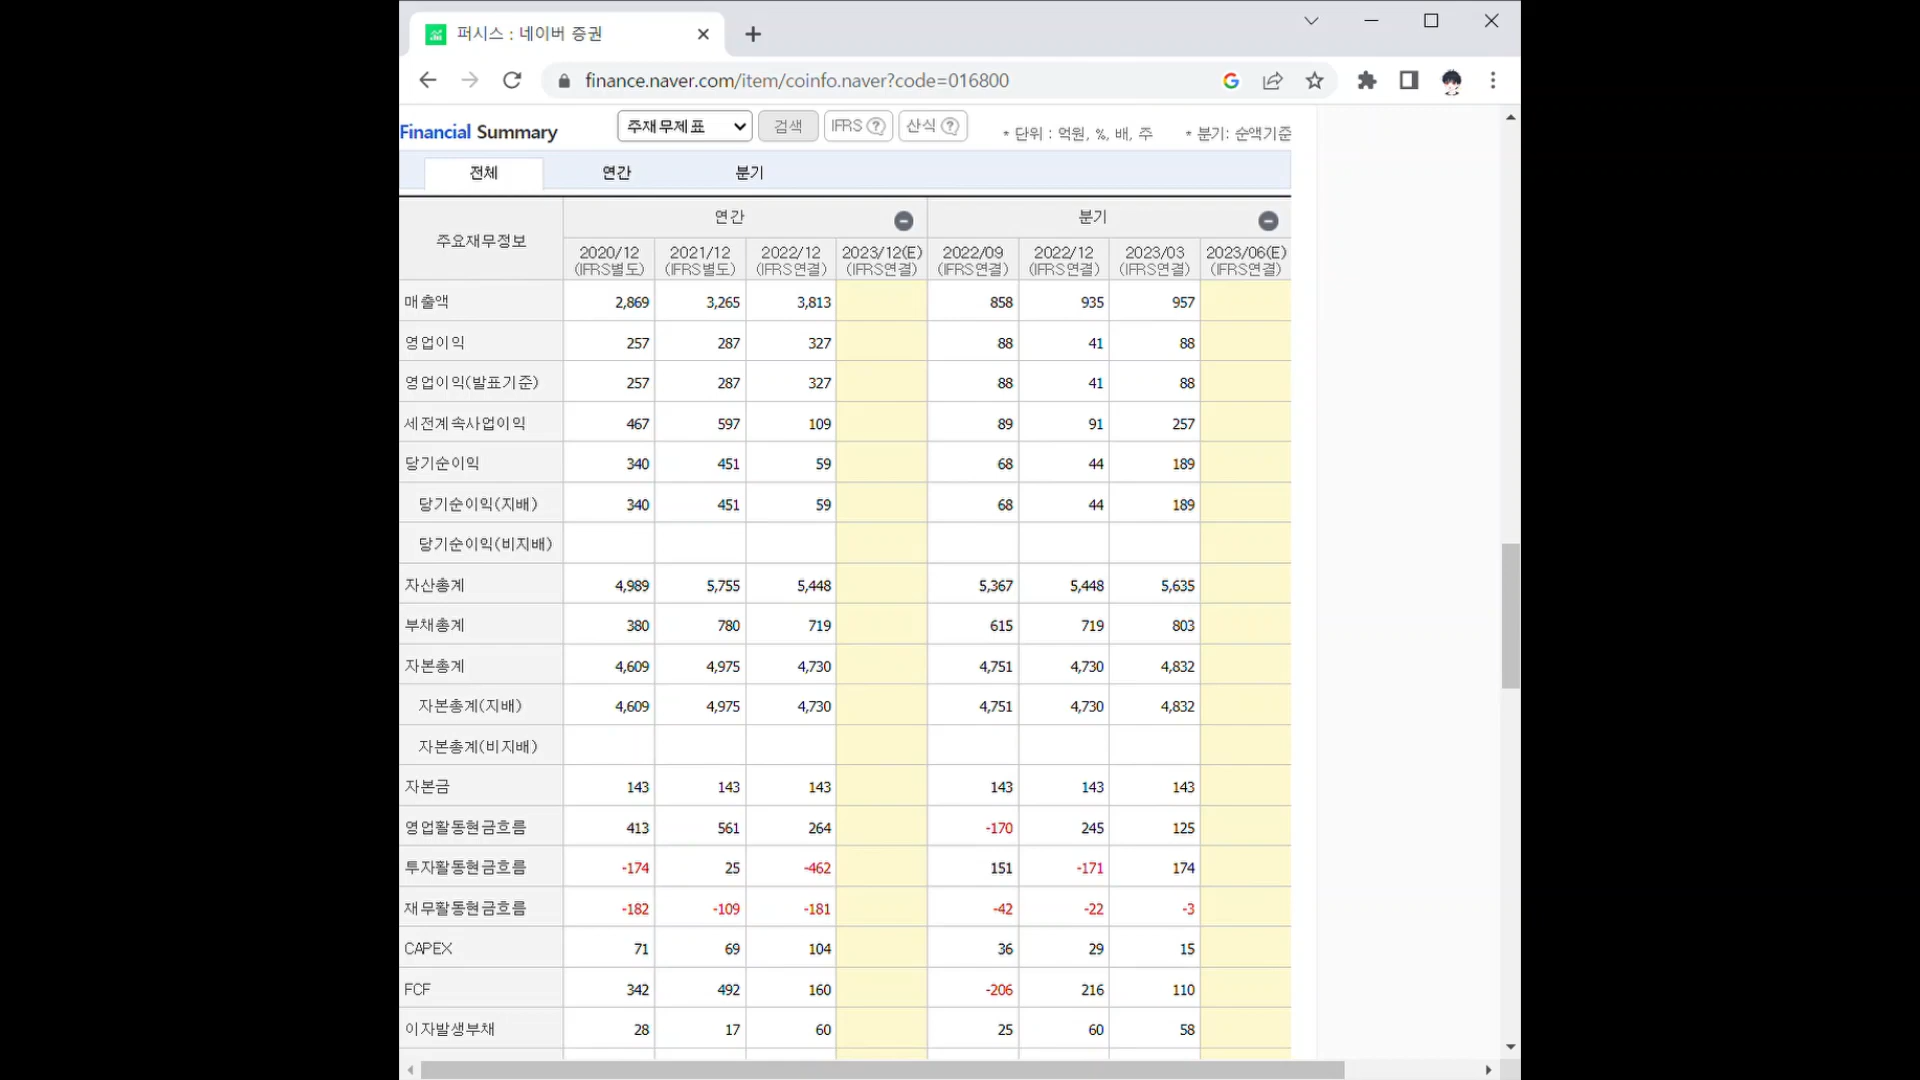 퍼시스 : 네이버 증권
finance.naver.com/item/coinfo.naver?code=016800
Financial Summary 주재무제표 검색 IFRS ? 산식 ? * 단위 : 억원, %, 배, 주 * 분기: 순액기준
전체 연간 분기
주요재무정보 연간 분기
2020/12 2021/12 2022/12 2023/12(E) 2022/09 2022/12 2023/03 2023/06(E)
(IFRS별도) (IFRS별도) (IFRS연결) (IFRS연결) (IFRS연결) (IFRS연결) (IFRS연결) (IFRS연결)
매출액 2,869 3,265 3,813 858 935 957
영업이익 257 287 327 88 41 88
영업이익(발표기준) 257 287 327 88 41 88
세전계속사업이익 467 597 109 89 91 257
당기순이익 340 451 59 68 44 189
당기순이익(지배) 340 451 59 68 44 189
당기순이익(비지배)
자산총계 4,989 5,755 5,448 5,367 5,448 5,635
부채총계 380 780 719 615 719 803
자본총계 4,609 4,975 4,730 4,751 4,730 4,832
자본총계(지배) 4,609 4,975 4,730 4,751 4,730 4,832
자본총계(비지배)
자본금 143 143 143 143 143 143
영업활동현금흐름 413 561 264 -170 245 125
투자활동현금흐름 -174 25 -462 151 -171 174
재무활동현금흐름 -182 -109 -181 -42 -22 -3
CAPEX 71 69 104 36 29 15
FCF 342 492 160 -206 216 110
이자발생부채 28 17 60 25 60 58